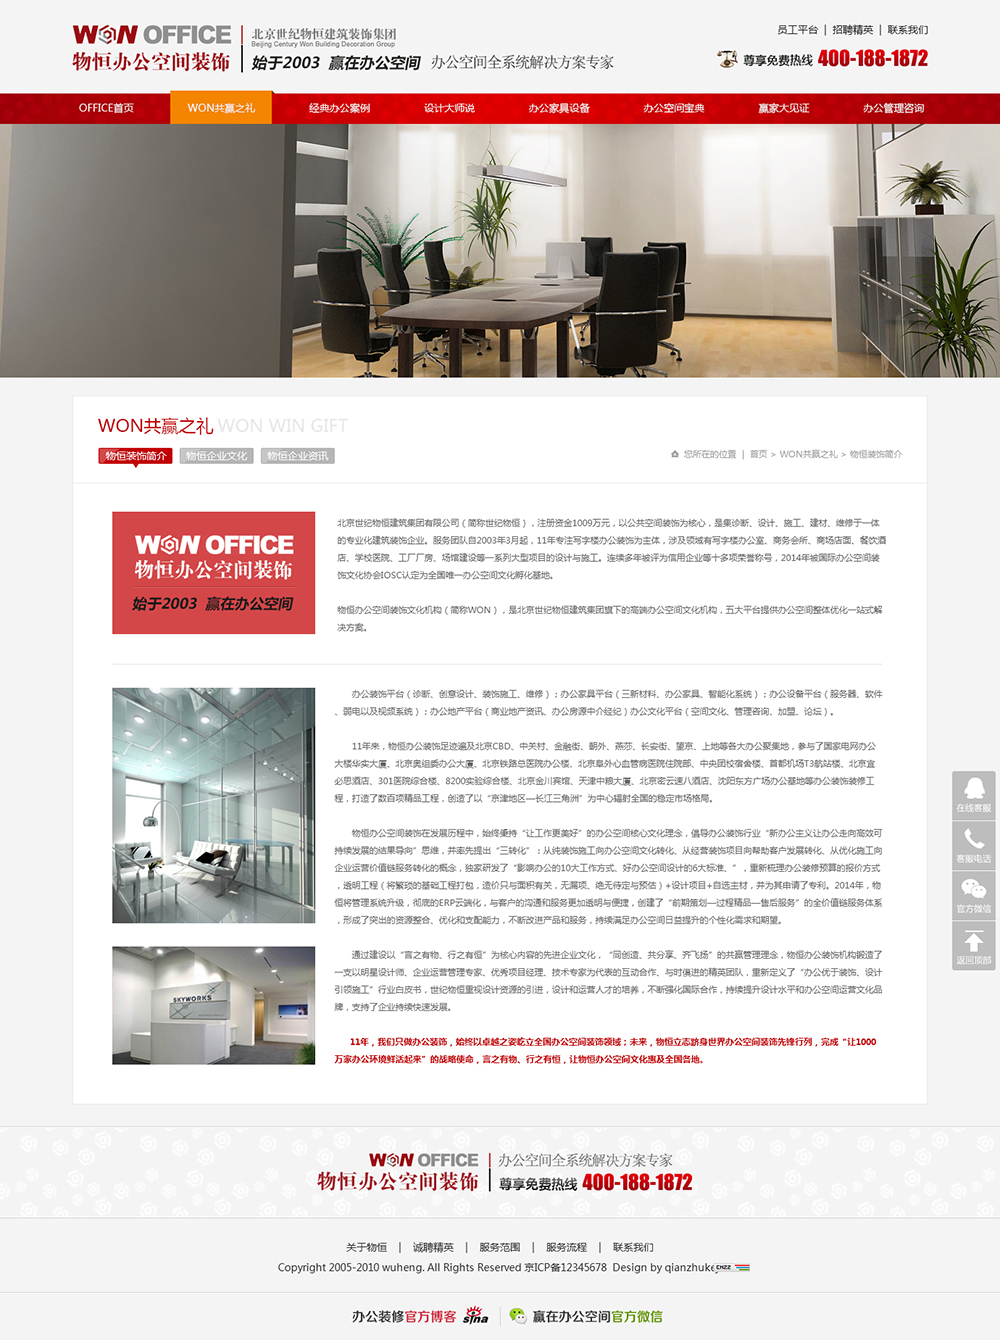 WON OFFICE
物恒办公空间装饰
北京世纪物恒建筑装饰集团
Beijing Century Won Building Decoration Group
始于2003 赢在办公空间
办公空间全系统解决方案专家
员工平台 | 招聘精英 | 联系我们
尊享免费热线 400-188-1872
OFFICE首页 WON共赢之礼 经典办公案例 设计大师说 办公家具设备 办公空间宝典 赢家大见证 办公管理咨询
WON共赢之礼 WON WIN GIFT
物恒装饰简介 物恒企业文化 物恒企业资讯
您所在的位置 | 首页 > WON共赢之礼 > 物恒装饰简介
WON OFFICE
物恒办公空间装饰
始于2003 赢在办公空间
北京世纪物恒建筑集团有限公司（简称世纪物恒），注册资金1009万元，以公共空间装饰为核心，是集诊断、设计、施工、建材、维修于一体
的专业化建筑装饰企业。服务团队自2003年3月起，11年专注写字楼办公装饰为主体，涉及领域有写字楼办公室、商务会所、商场店面、餐饮酒
店、学校医院、工厂厂房、场馆建设等一系列大型项目的设计与施工。连续多年被评为信用企业等十多项荣誉称号，2014年被国际办公空间装
饰文化协会IOSC认定为全国唯一办公空间文化孵化基地。
物恒办公空间装饰文化机构（简称WON），是北京世纪物恒建筑集团旗下的高端办公空间文化机构，五大平台提供办公空间整体优化一站式解
决方案。
办公装饰平台（诊断、创意设计、装饰施工、维修）；办公家具平台（三新材料、办公家具、智能化系统）；办公设备平台（服务器、软件
、弱电以及视频系统）；办公地产平台（商业地产资讯、办公房源中介经纪）办公文化平台（空间文化、管理咨询、加盟、论坛）。
11年来，物恒办公装饰足迹遍及北京CBD、中关村、金融街、朝外、燕莎、长安街、望京、上地等各大办公聚集地，参与了国家电网办公
大楼华实大厦、北京奥组委办公大厦、北京铁路总医院办公楼、北京阜外心血管病医院住院部、中央团校宿舍楼、首都机场T3航站楼、北京宜
必思酒店、301医院综合楼、8200实验综合楼、北京金川宾馆、天津中粮大厦、北京密云速八酒店、沈阳东方广场办公基地等办公装饰装修工
程，打造了数百项精品工程，创造了以“京津地区—长江三角洲”为中心辐射全国的稳定市场格局。
物恒办公空间装饰在发展历程中，始终秉持“让工作更美好”的办公空间核心文化理念，倡导办公装饰行业“新办公主义让办公走向高效可
持续发展的结果导向”思维，并率先提出“三转化”：从纯装饰施工向办公空间文化转化、从经营装饰项目向帮助客户发展转化、从优化施工向
企业运营价值链服务转化的概念，独家研发了“影响办公的10大工作方式、好办公空间设计的6大标准、”，重新梳理办公装修预算的报价方式
，透明工程（将繁琐的基础工程打包，造价只与面积有关，无漏项、绝无待定与预估）+设计项目+自选主材，并为其申请了专利。2014年，物
恒将管理系统升级，彻底的ERP云端化，与客户的沟通和服务更加透明与便捷，创建了“前期策划—过程精品—售后服务”的全价值链服务体系
，形成了突出的资源整合、优化和支配能力，不断改进产品和服务，持续满足办公空间日益提升的个性化需求和期望。
SKYWORKS
通过建设以“言之有物、行之有恒”为核心内容的先进企业文化，“同创造、共分享、齐飞扬”的共赢管理理念，物恒办公装饰机构锻造了
一支以明星设计师、企业运营管理专家、优秀项目经理、技术专家为代表的互动合作、与时俱进的精英团队，重新定义了“办公优于装饰、设计
引领施工”行业白皮书，世纪物恒重视设计资源的引进，设计和运营人才的培养，不断强化国际合作，持续提升设计水平和办公空间运营文化品
牌，支持了企业持续快速发展。
11年，我们只做办公装饰，始终以卓越之姿屹立全国办公空间装饰领域；未来，物恒立志跻身世界办公空间装饰先锋行列，完成“让1000
万家办公环境鲜活起来”的战略使命，言之有物、行之有恒，让物恒办公空间文化惠及全国各地。
在线客服
客服电话
官方微信
返回顶部
WON OFFICE
物恒办公空间装饰
办公空间全系统解决方案专家
尊享免费热线 400-188-1872
关于物恒 | 诚聘精英 | 服务范围 | 服务流程 | 联系我们
Copyright 2005-2010 wuheng. All Rights Reserved 京ICP备12345678 Design by qianzhuke CNZZ
办公装修官方博客 sina 赢在办公空间官方微信